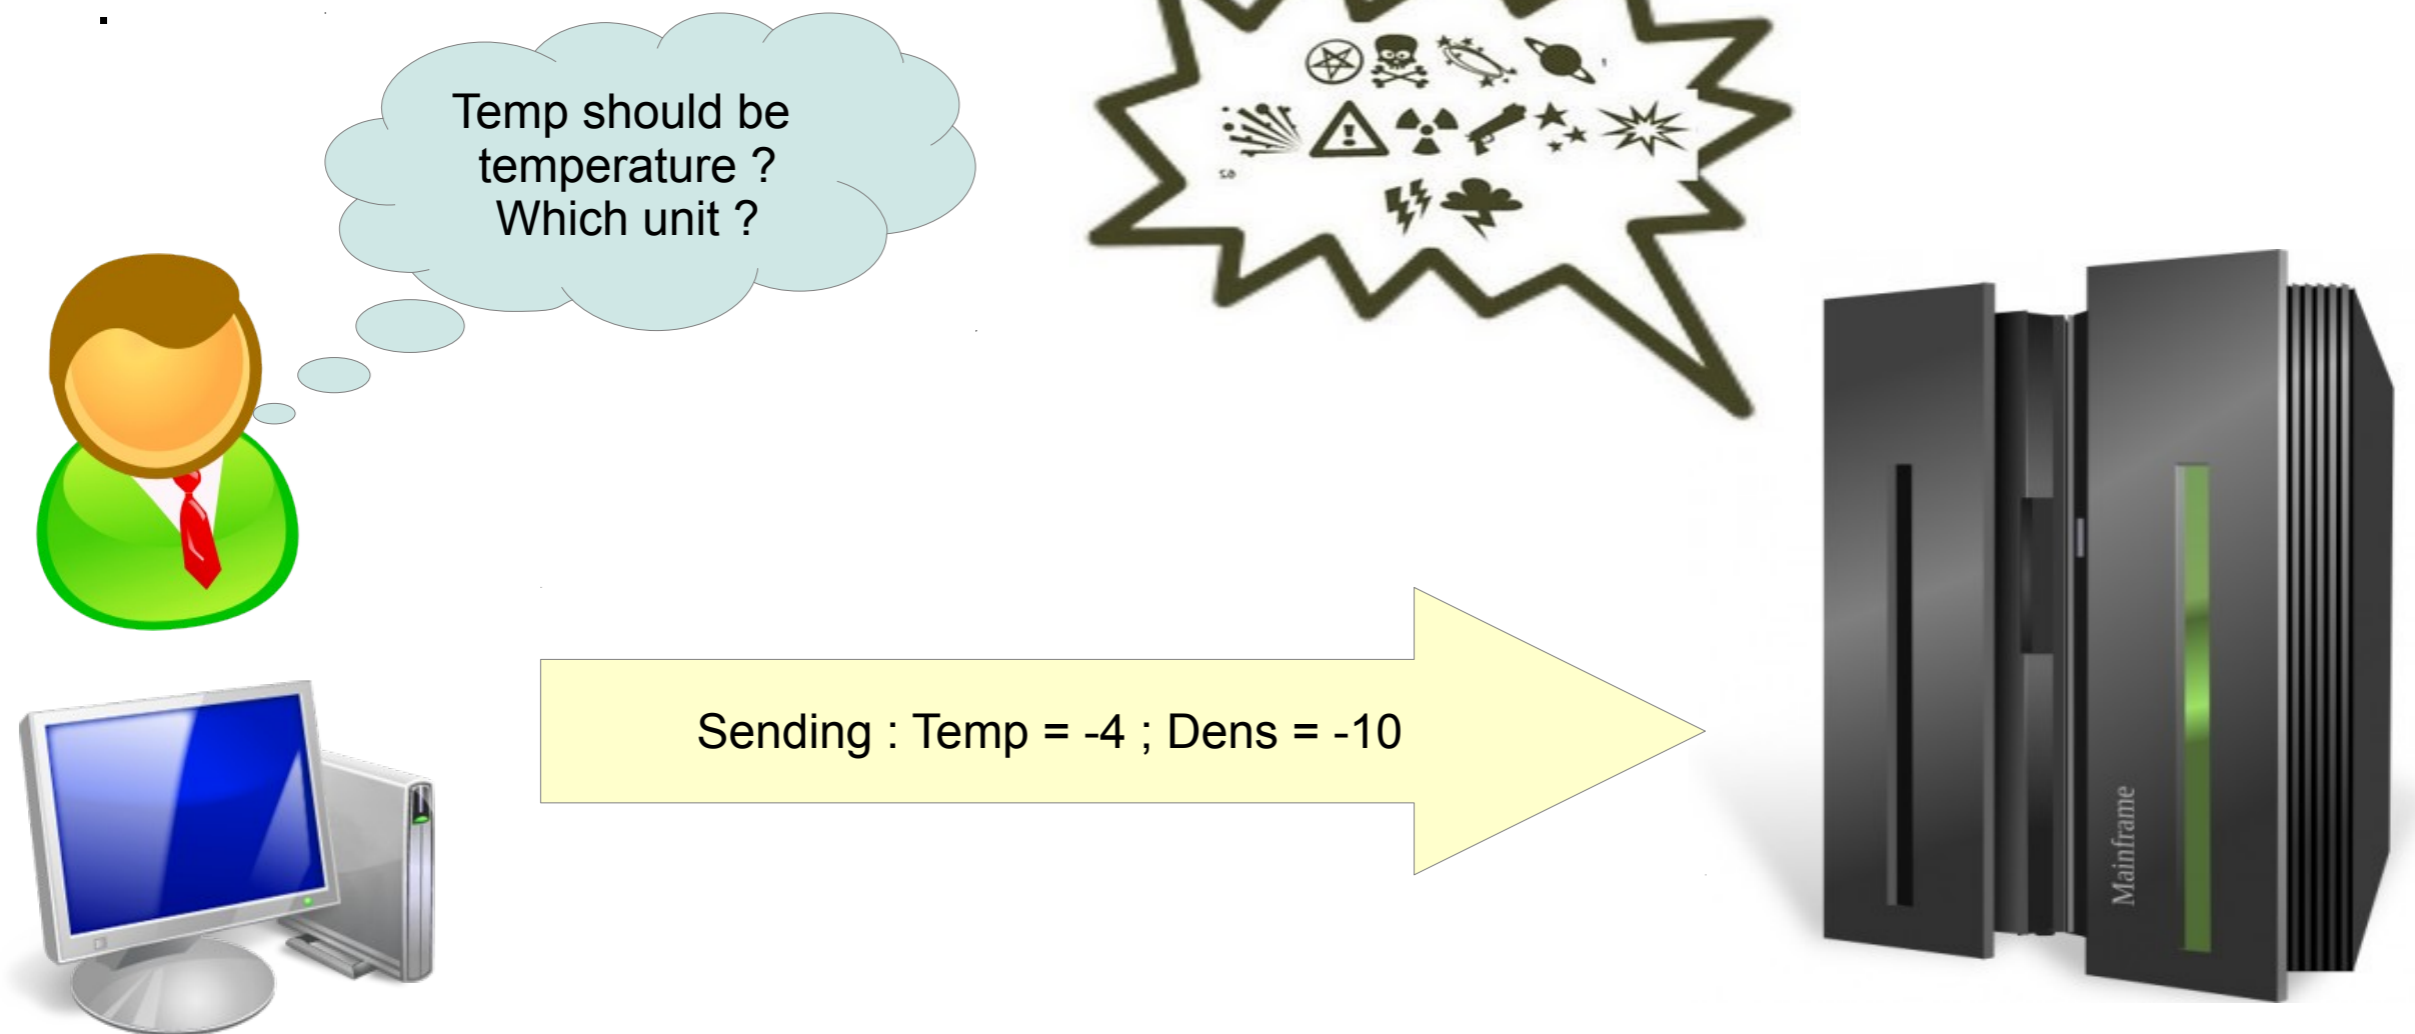 Temp should be
temperature ?
Which unit ?
Sending : Temp = -4 ; Dens = -10
Mainframe